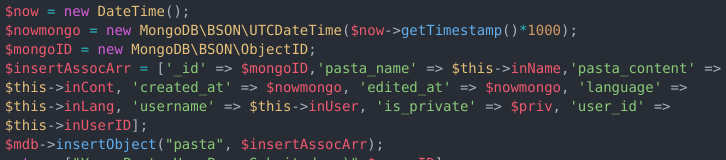 $now = new DateTime();
$nowmongo = new MongoDB\BSON\UTCDateTime($now->getTimestamp()*1000);
$mongoID = new MongoDB\BSON\ObjectID;
$insertAssocArr = ['_id' => $mongoID,'pasta_name' => $this->inName,'pasta_content' =>
$this->inCont, 'created_at' => $nowmongo, 'edited_at' => $nowmongo, 'language' =>
$this->inLang, 'username' => $this->inUser, 'is_private' => $priv, 'user_id' =>
$this->inUserID];
$mdb->insertObject("pasta", $insertAssocArr);